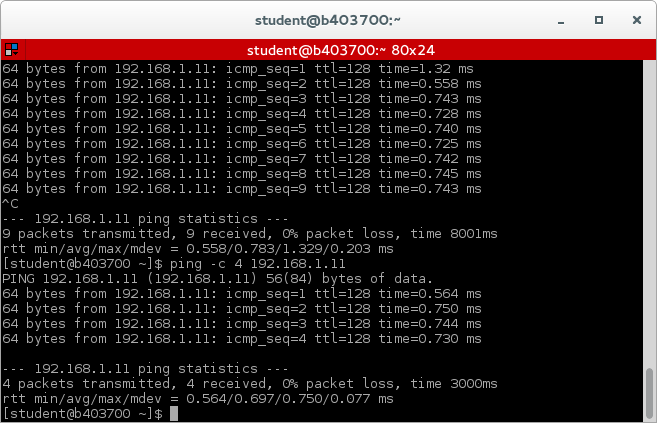 student@b403700:~
student@b403700:~ 80x24
64 bytes from 192.168.1.11: icmp_seq=1 ttl=128 time=1.32 ms
64 bytes from 192.168.1.11: icmp_seq=2 ttl=128 time=0.558 ms
64 bytes from 192.168.1.11: icmp_seq=3 ttl=128 time=0.743 ms
64 bytes from 192.168.1.11: icmp_seq=4 ttl=128 time=0.728 ms
64 bytes from 192.168.1.11: icmp_seq=5 ttl=128 time=0.740 ms
64 bytes from 192.168.1.11: icmp_seq=6 ttl=128 time=0.725 ms
64 bytes from 192.168.1.11: icmp_seq=7 ttl=128 time=0.742 ms
64 bytes from 192.168.1.11: icmp_seq=8 ttl=128 time=0.745 ms
64 bytes from 192.168.1.11: icmp_seq=9 ttl=128 time=0.743 ms
^C
--- 192.168.1.11 ping statistics ---
9 packets transmitted, 9 received, 0% packet loss, time 8001ms
rtt min/avg/max/mdev = 0.558/0.783/1.329/0.203 ms
[student@b403700 ~]$ ping -c 4 192.168.1.11
PING 192.168.1.11 (192.168.1.11) 56(84) bytes of data.
64 bytes from 192.168.1.11: icmp_seq=1 ttl=128 time=0.564 ms
64 bytes from 192.168.1.11: icmp_seq=2 ttl=128 time=0.750 ms
64 bytes from 192.168.1.11: icmp_seq=3 ttl=128 time=0.744 ms
64 bytes from 192.168.1.11: icmp_seq=4 ttl=128 time=0.730 ms
--- 192.168.1.11 ping statistics ---
4 packets transmitted, 4 received, 0% packet loss, time 3000ms
rtt min/avg/max/mdev = 0.564/0.697/0.750/0.077 ms
[student@b403700 ~]$